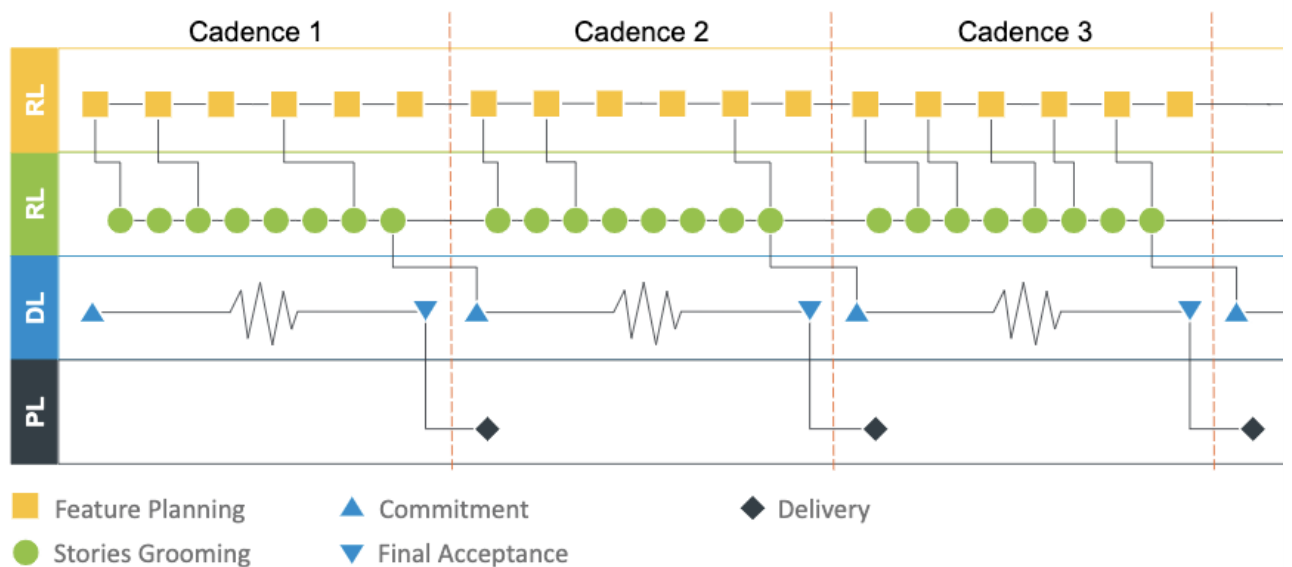 Cadence 1 Cadence 2 Cadence 3
RL
RL
DL
PL
Feature Planning Commitment Delivery
Stories Grooming Final Acceptance